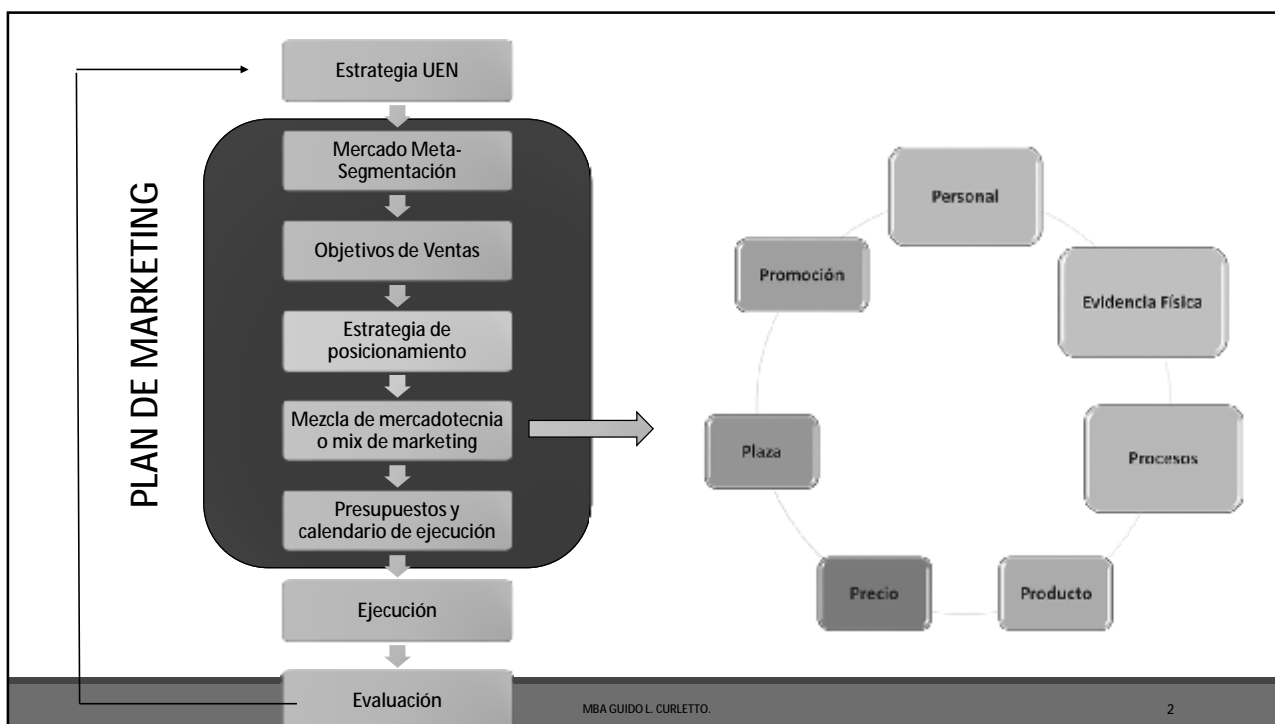 PLAN DE MARKETING
Estrategia UEN
Mercado Meta-
Segmentación
Objetivos de Ventas
Estrategia de
posicionamiento
Mezcla de mercadotecnia
o mix de marketing
Presupuestos y
calendario de ejecución
Ejecución
Evaluación
Personal
Evidencia Física
Procesos
Producto
Precio
Plaza
Promoción
MBA GUIDO L. CURLETTO.
2